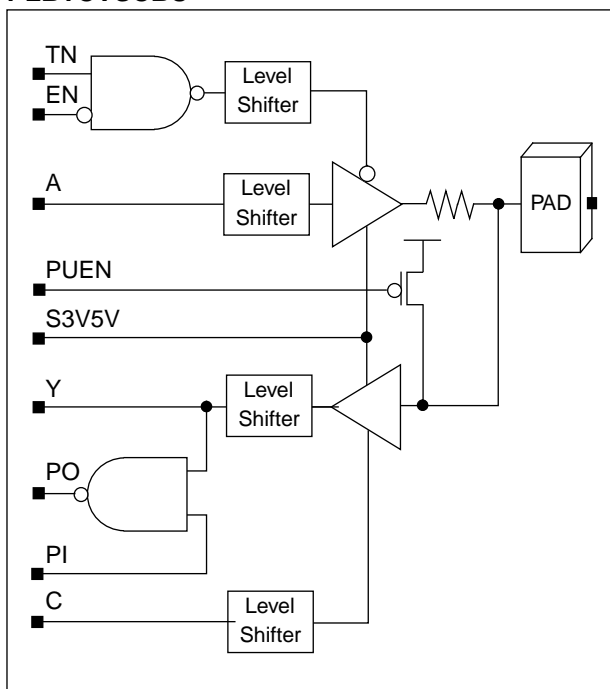 TN
EN
Level
Shifter
A
Level
Shifter
PAD
PUEN
S3V5V
Y
Level
Shifter
PO
PI
C
Level
Shifter